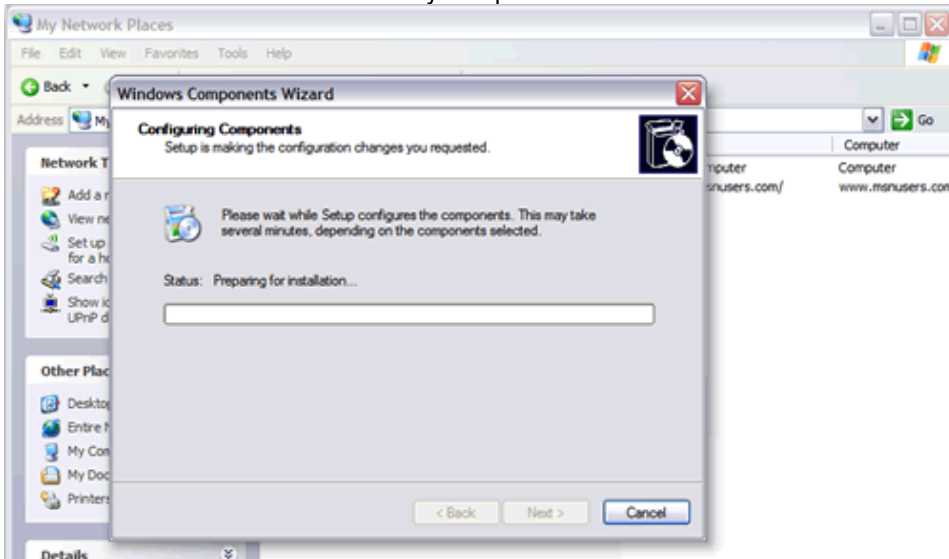 My Network Places
File Edit View Favorites Tools Help
Back
Address My
Go
Computer
Network T
Computer
Add a
www.msnusers.com
View ne
Set up
for a h
Search
Show ic
UPnP d
Other Plac
Desktop
Entire
My Com
My Doc
Printers
Details
Windows Components Wizard
Configuring Components
Setup is making the configuration changes you requested.
Please wait while Setup configures the components. This may take
several minutes, depending on the components selected.
Status: Preparing for installation...
< Back Next > Cancel